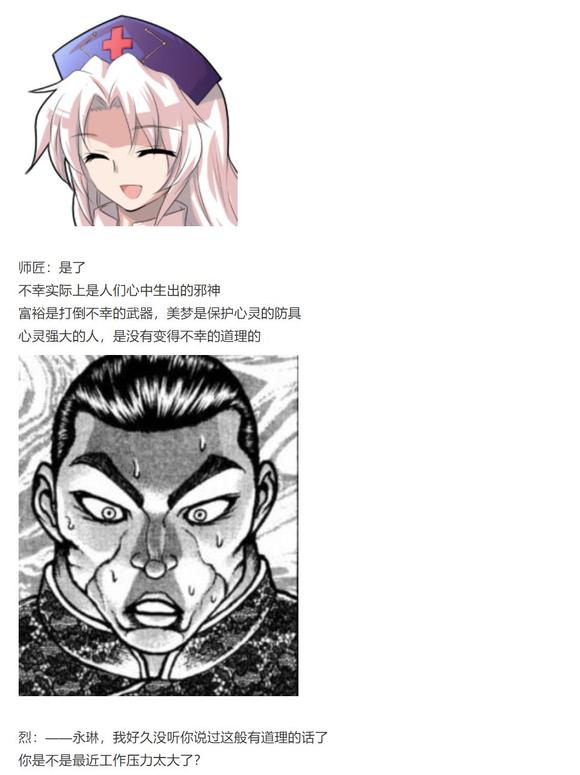 师匠：是了
不幸实际上是人们心中生出的邪神
富裕是打倒不幸的武器，美梦是保护心灵的防具
心灵强大的人，是没有变得不幸的道理的
烈：——永琳，我好久没听你说过这般有道理的话了
你是不是最近工作压力太大了？